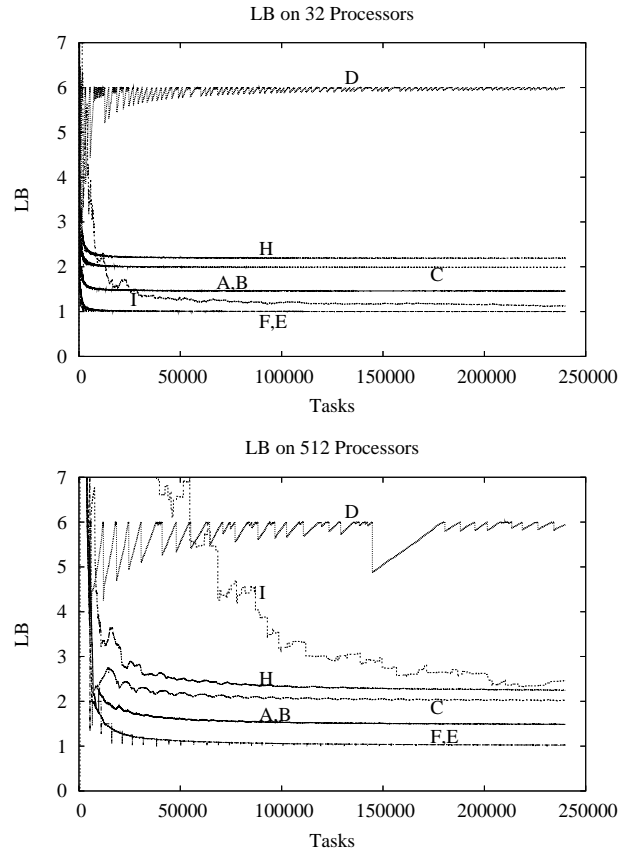 LB on 32 Processors
7
6
5
4
3
2
1
0
LB
D
H
C
A,B
I
F,E
0 50000 100000 150000 200000 250000
Tasks
LB on 512 Processors
7
6
5
4
3
2
1
0
LB
D
I
H
C
A,B
F,E
0 50000 100000 150000 200000 250000
Tasks